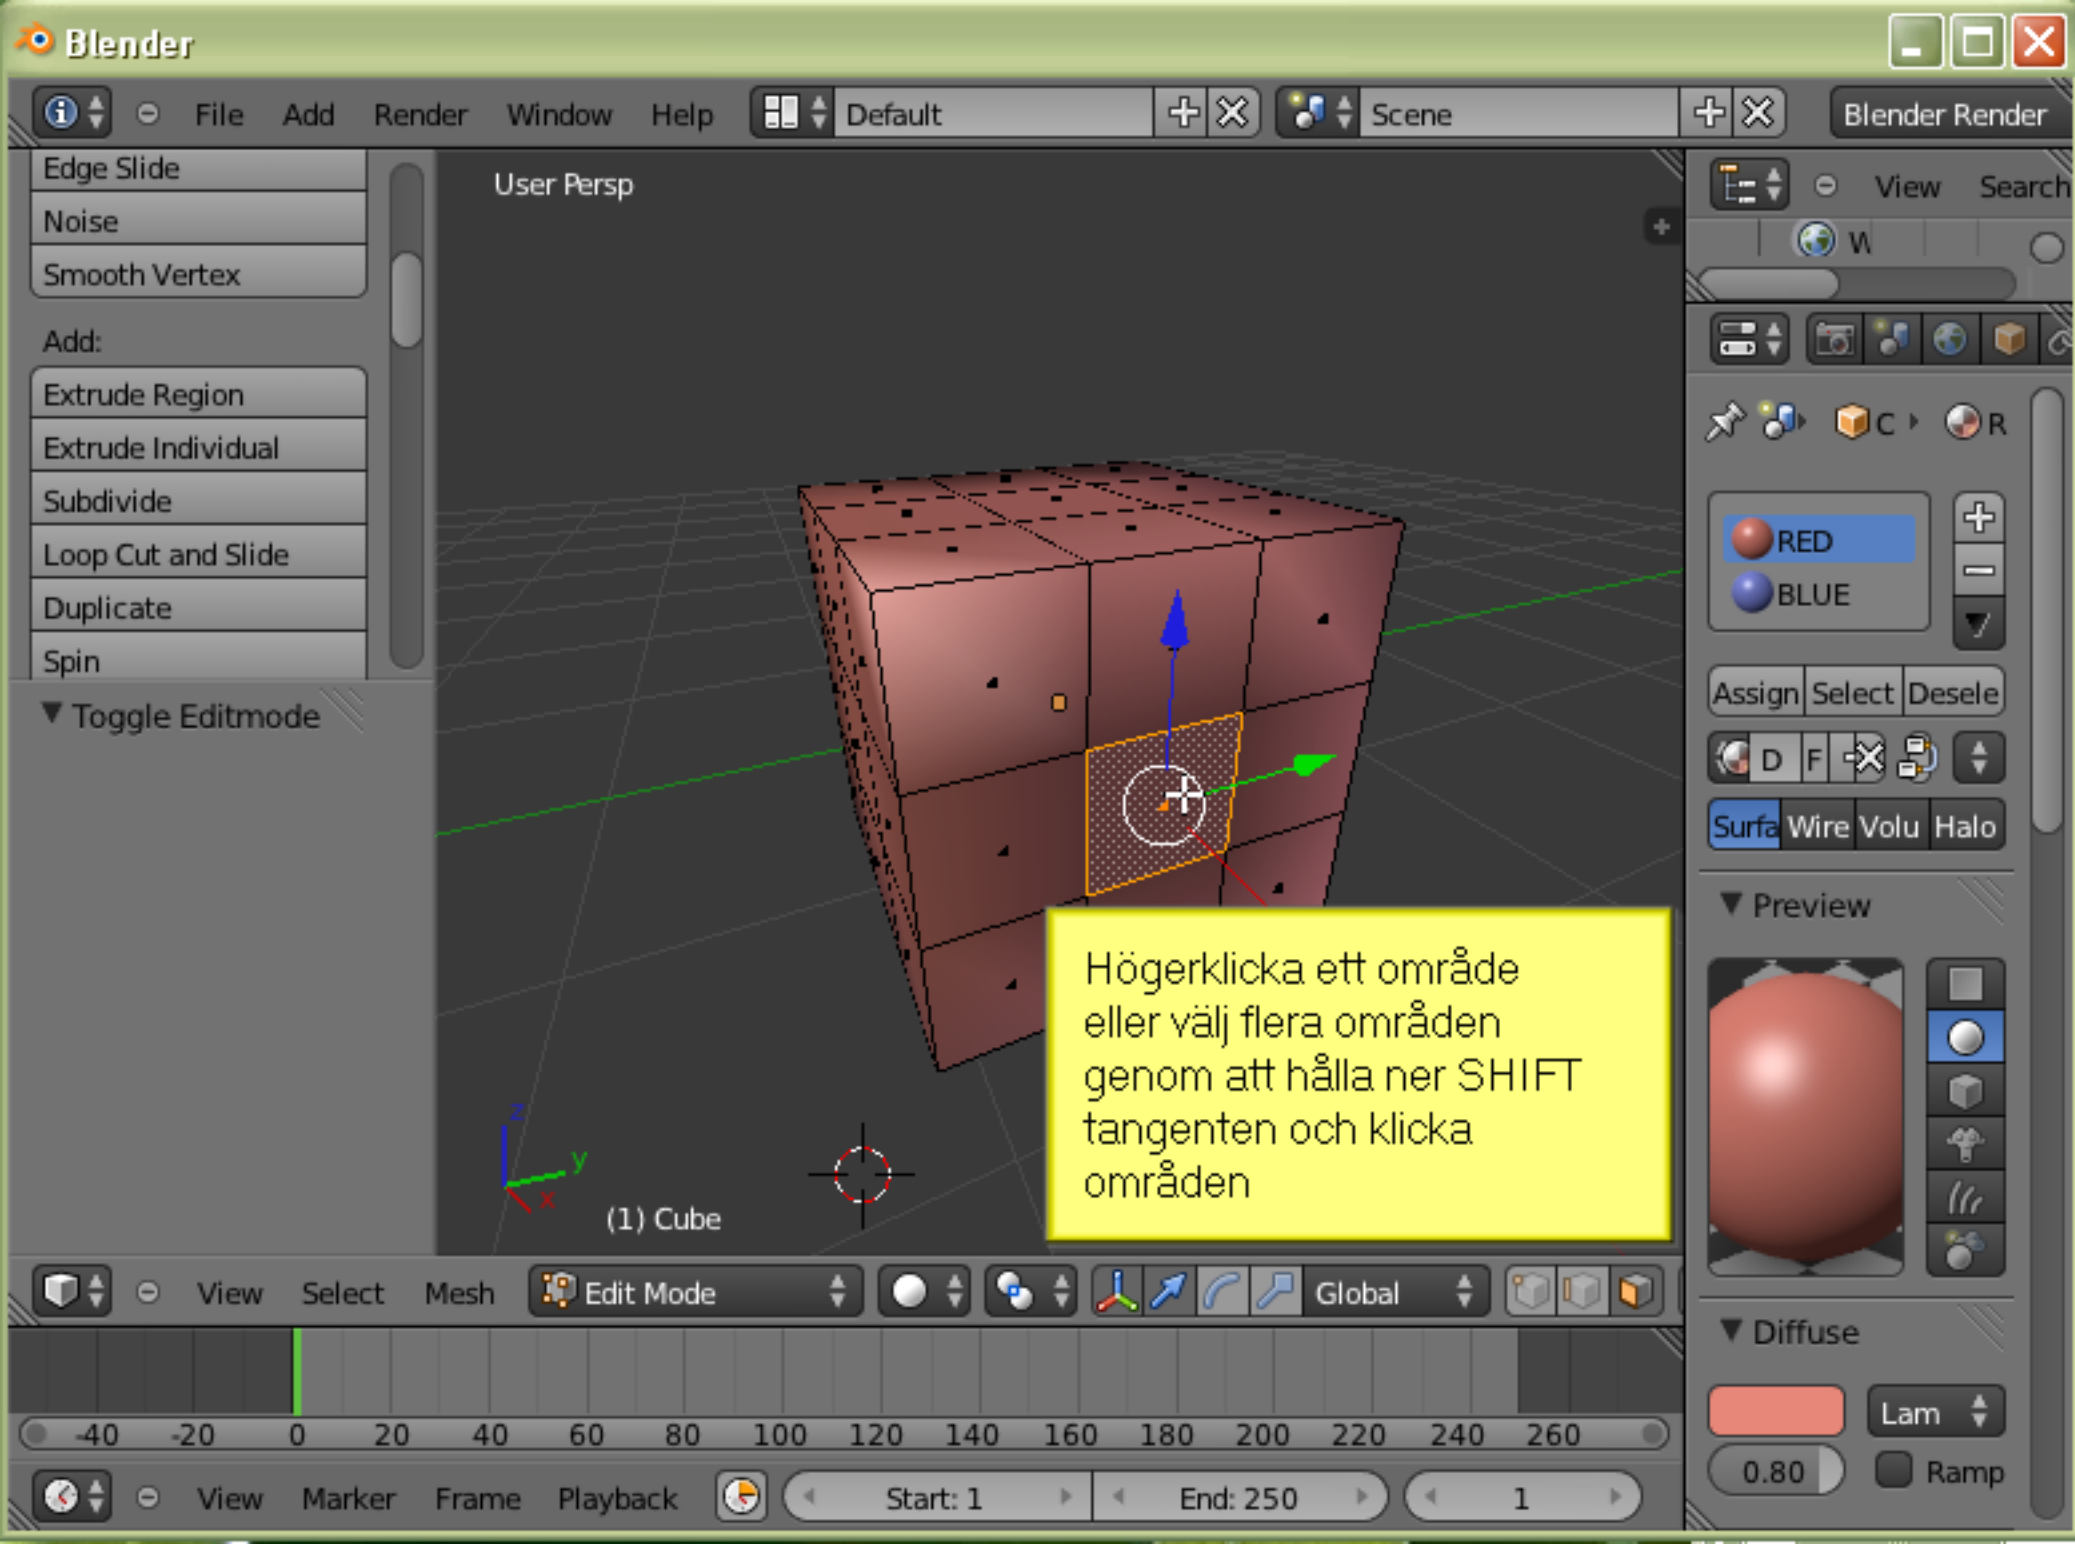 Blender
File Add Render Window Help Default Scene Blender Render
Edge Slide
Noise
Smooth Vertex
Add:
Extrude Region
Extrude Individual
Subdivide
Loop Cut and Slide
Duplicate
Spin
Toggle Editmode
User Persp
z
y
x
(1) Cube
Högerklicka ett område
eller välj flera områden
genom att hålla ner SHIFT
tangenten och klicka
områden
View Search
W
C R
RED
BLUE
Assign Select Desele
D F
Surfa Wire Volu Halo
Preview
Diffuse
Lam
0.80 Ramp
View Select Mesh Edit Mode Global
-40 -20 0 20 40 60 80 100 120 140 160 180 200 220 240 260
View Marker Frame Playback Start: 1 End: 250 1